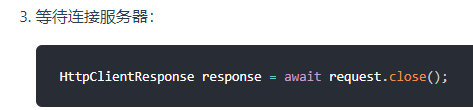 3. 等待连接服务器：
HttpClientResponse response = await request.close();